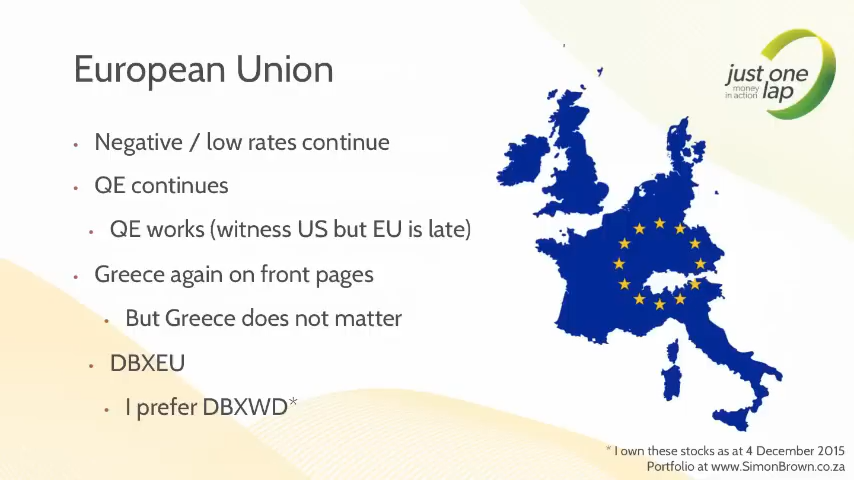 European Union
just one
money
in action
lap
• Negative / low rates continue
• QE continues
• QE works (witness US but EU is late)
• Greece again on front pages
• But Greece does not matter
• DBXEU
• I prefer DBXWD*
* I own these stocks as at 4 December 2015
Portfolio at www.SimonBrown.co.za